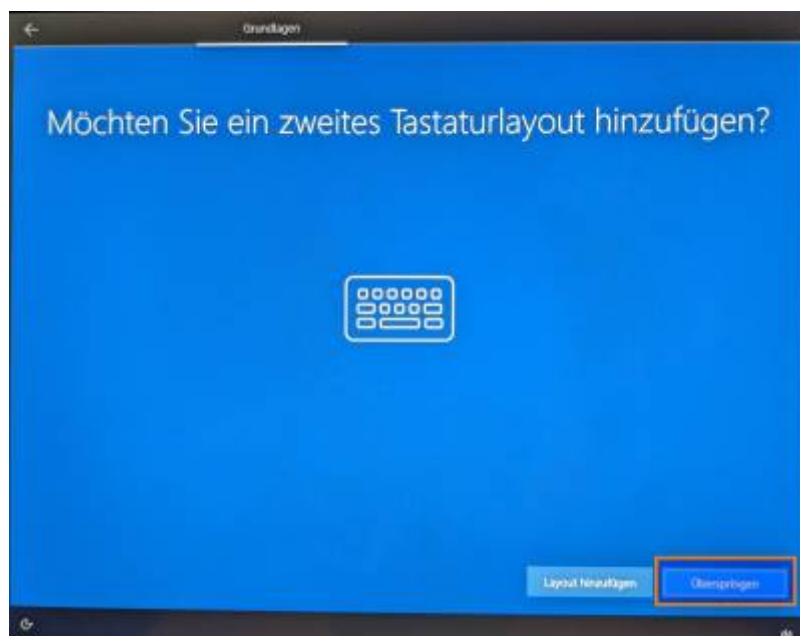 Grundlagen
Möchten Sie ein zweites Tastaturlayout hinzufügen?
Layout hinzufügen
Überspringen